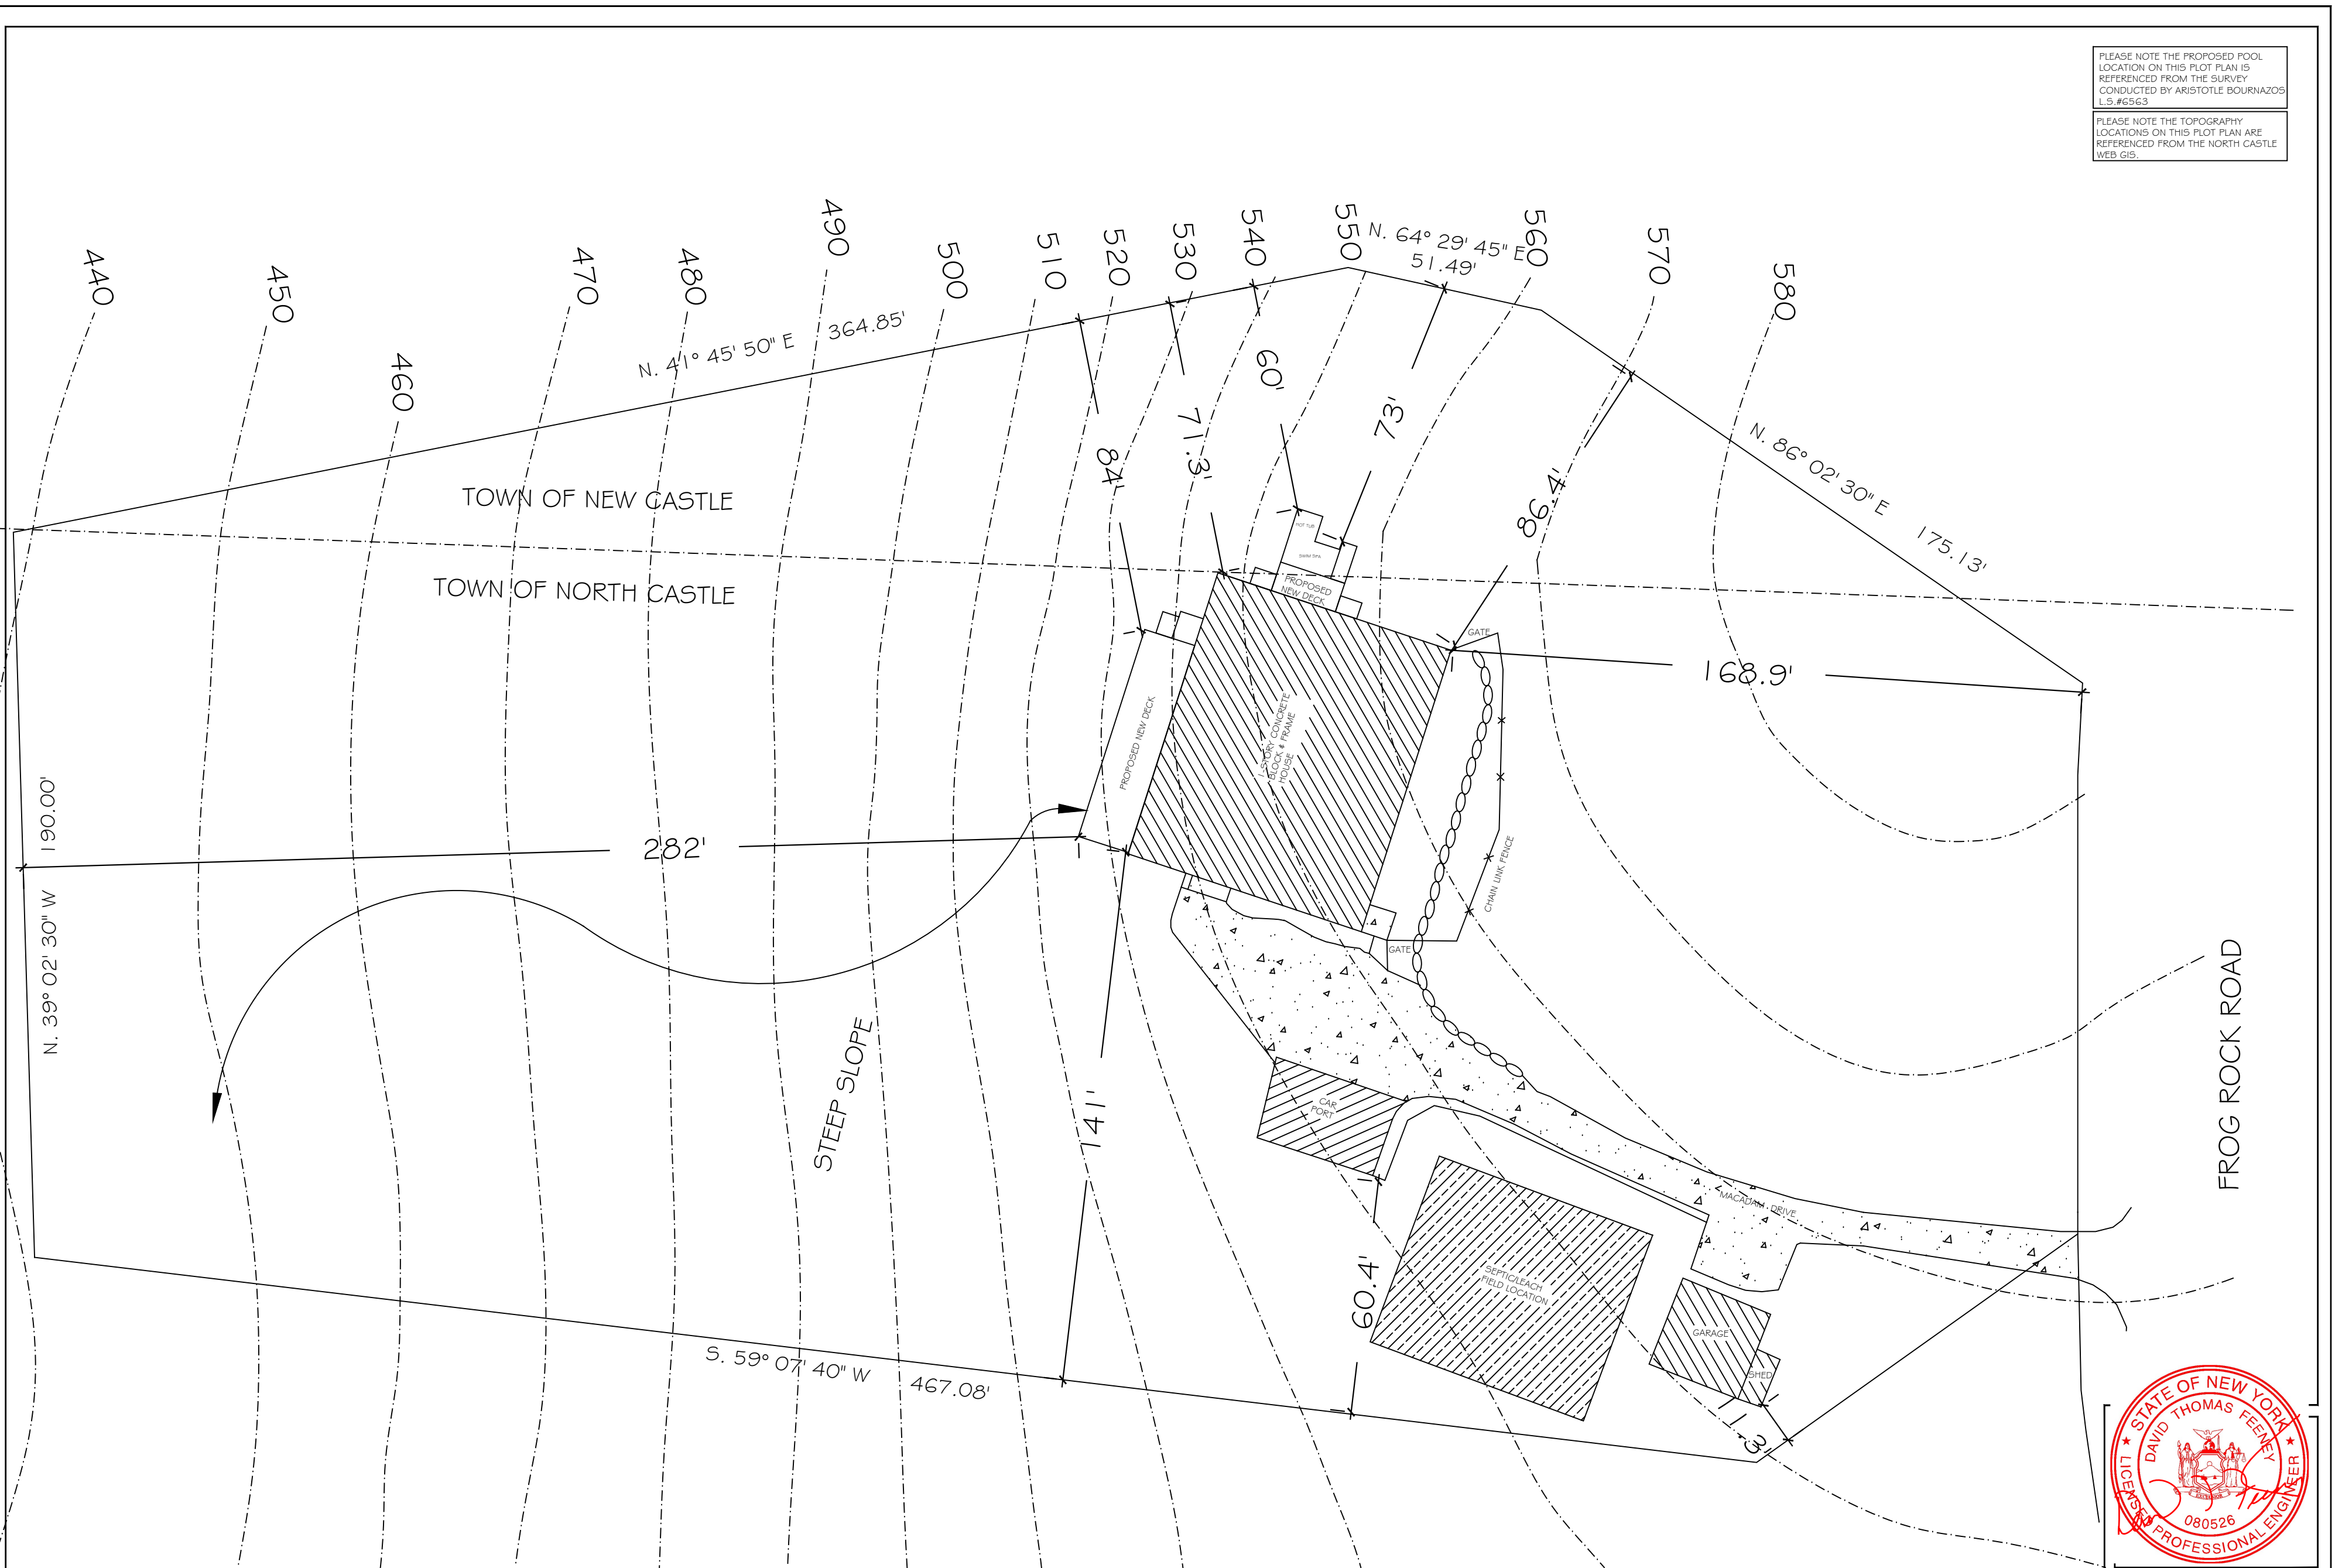 PLEASE NOTE THE PROPOSED POOL
LOCATION ON THIS PLOT PLAN IS
REFERENCED FROM THE SURVEY
CONDUCTED BY ARISTOTLE BOURNAZOS
L.S.#6563
PLEASE NOTE THE TOPOGRAPHY
LOCATIONS ON THIS PLOT PLAN ARE
REFERENCED FROM THE NORTH CASTLE
WEB GIS.
440
450
460
470
480
490
500
510
520
530
540
550
560
570
580
N. 64° 29' 45" E
51.49'
N. 41° 45' 50" E 364.85'
N. 86° 02' 30" E 175.13'
84'
71.3'
60'
73'
86.4'
168.9'
TOWN OF NEW CASTLE
TOWN OF NORTH CASTLE
HOT TUB
SWIM SPA
PROPOSED
NEW DECK
GATE
PROPOSED NEW DECK
1-STORY CONCRETE
BLOCK & FRAME
HOUSE
CHAIN LINK FENCE
GATE
282'
N. 39° 02' 30" W 190.00'
STEEP SLOPE
141'
CAR
PORT
MACADAM DRIVE
FROG ROCK ROAD
60.4'
SEPTIC/LEACH
FIELD LOCATION
GARAGE
SHED
11.3'
S. 59° 07' 40" W 467.08'
STATE OF NEW YORK
DAVID THOMAS FEENEY
EXCELSIOR
080526
LICENSED PROFESSIONAL ENGINEER